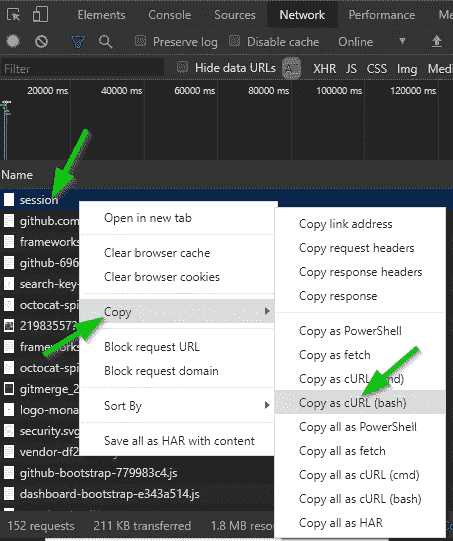 Elements Sources Network Performance
Preserve log Disable cache Online
Filter Hide data URLs All XHR JS CSS Img Medi
20000 ms 40000 ms 60000 ms 80000 ms 100000 ms 120000 ms
Name
session
github.com
frameworks
github-696
search-key-
octocat-spi
21983557?
frameworks
octocat-spi
gitmerge_2
logo-mona
security.svg
vendor-df2
github-bootstrap-779983c4.js
dashboard-bootstrap-e343a514.js
152 requests 211 KB transferred 1.8 MB resou
Open in new tab
Clear browser cache
Clear browser cookies
Copy
Block request URL
Block request domain
Sort By
Save all as HAR with content
Copy link address
Copy request headers
Copy response headers
Copy response
Copy as PowerShell
Copy as fetch
Copy as cURL (cmd)
Copy as cURL (bash)
Copy all as PowerShell
Copy all as fetch
Copy all as cURL (cmd)
Copy all as cURL (bash)
Copy all as HAR